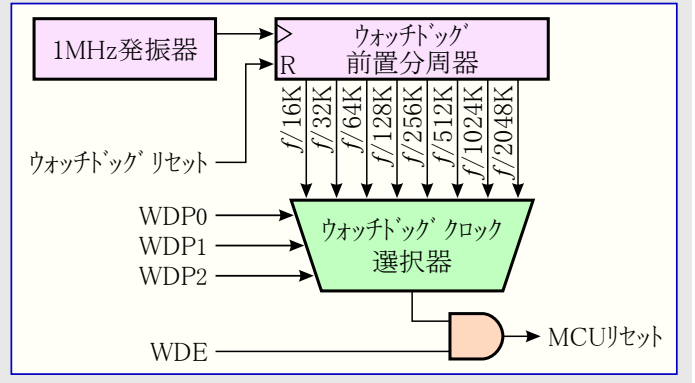 1MHz発振器
ウォッチドッグ
前置分周器
R
f/16K
f/32K
f/64K
f/128K
f/256K
f/512K
f/1024K
f/2048K
ウォッチドッグ リセット
WDP0
WDP1
WDP2
ウォッチドッグ クロック
選択器
WDE
MCUリセット